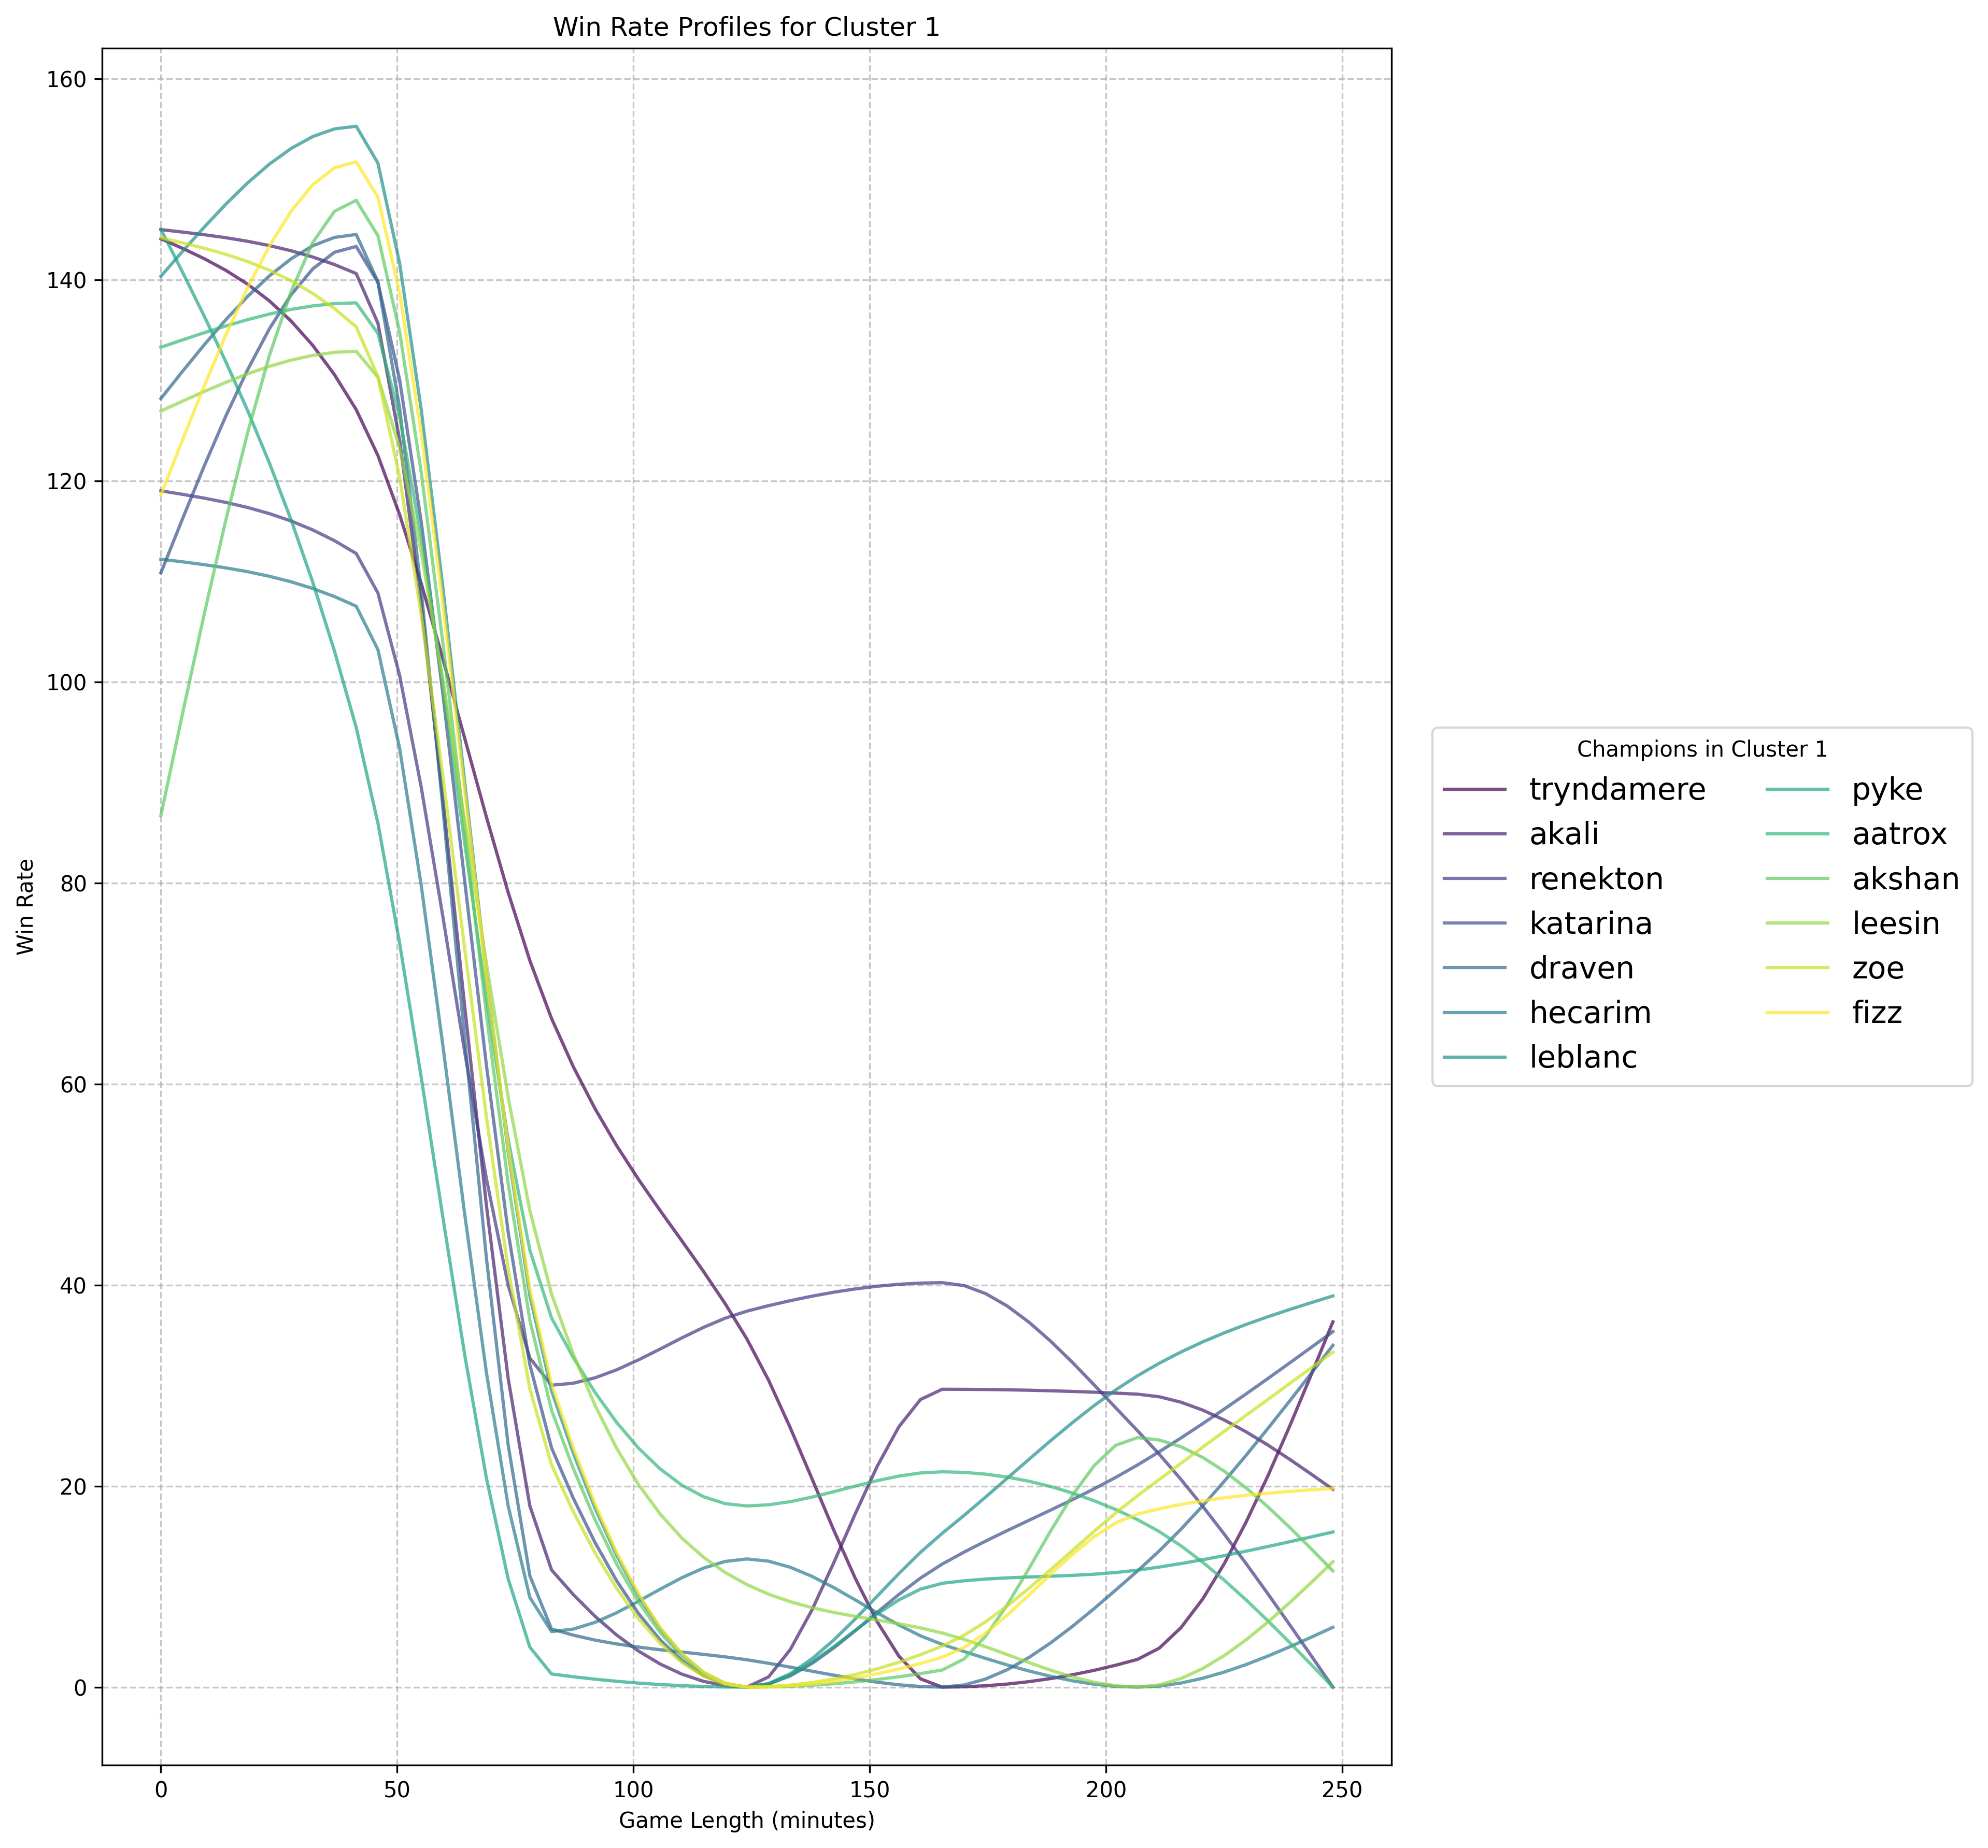 Win Rate Profiles for Cluster 1
160
140
120
100
80
60
40
20
0
Win Rate
0 50 100 150 200 250
Game Length (minutes)
Champions in Cluster 1
tryndamere
akali
renekton
katarina
draven
hecarim
leblanc
pyke
aatrox
akshan
leesin
zoe
fizz